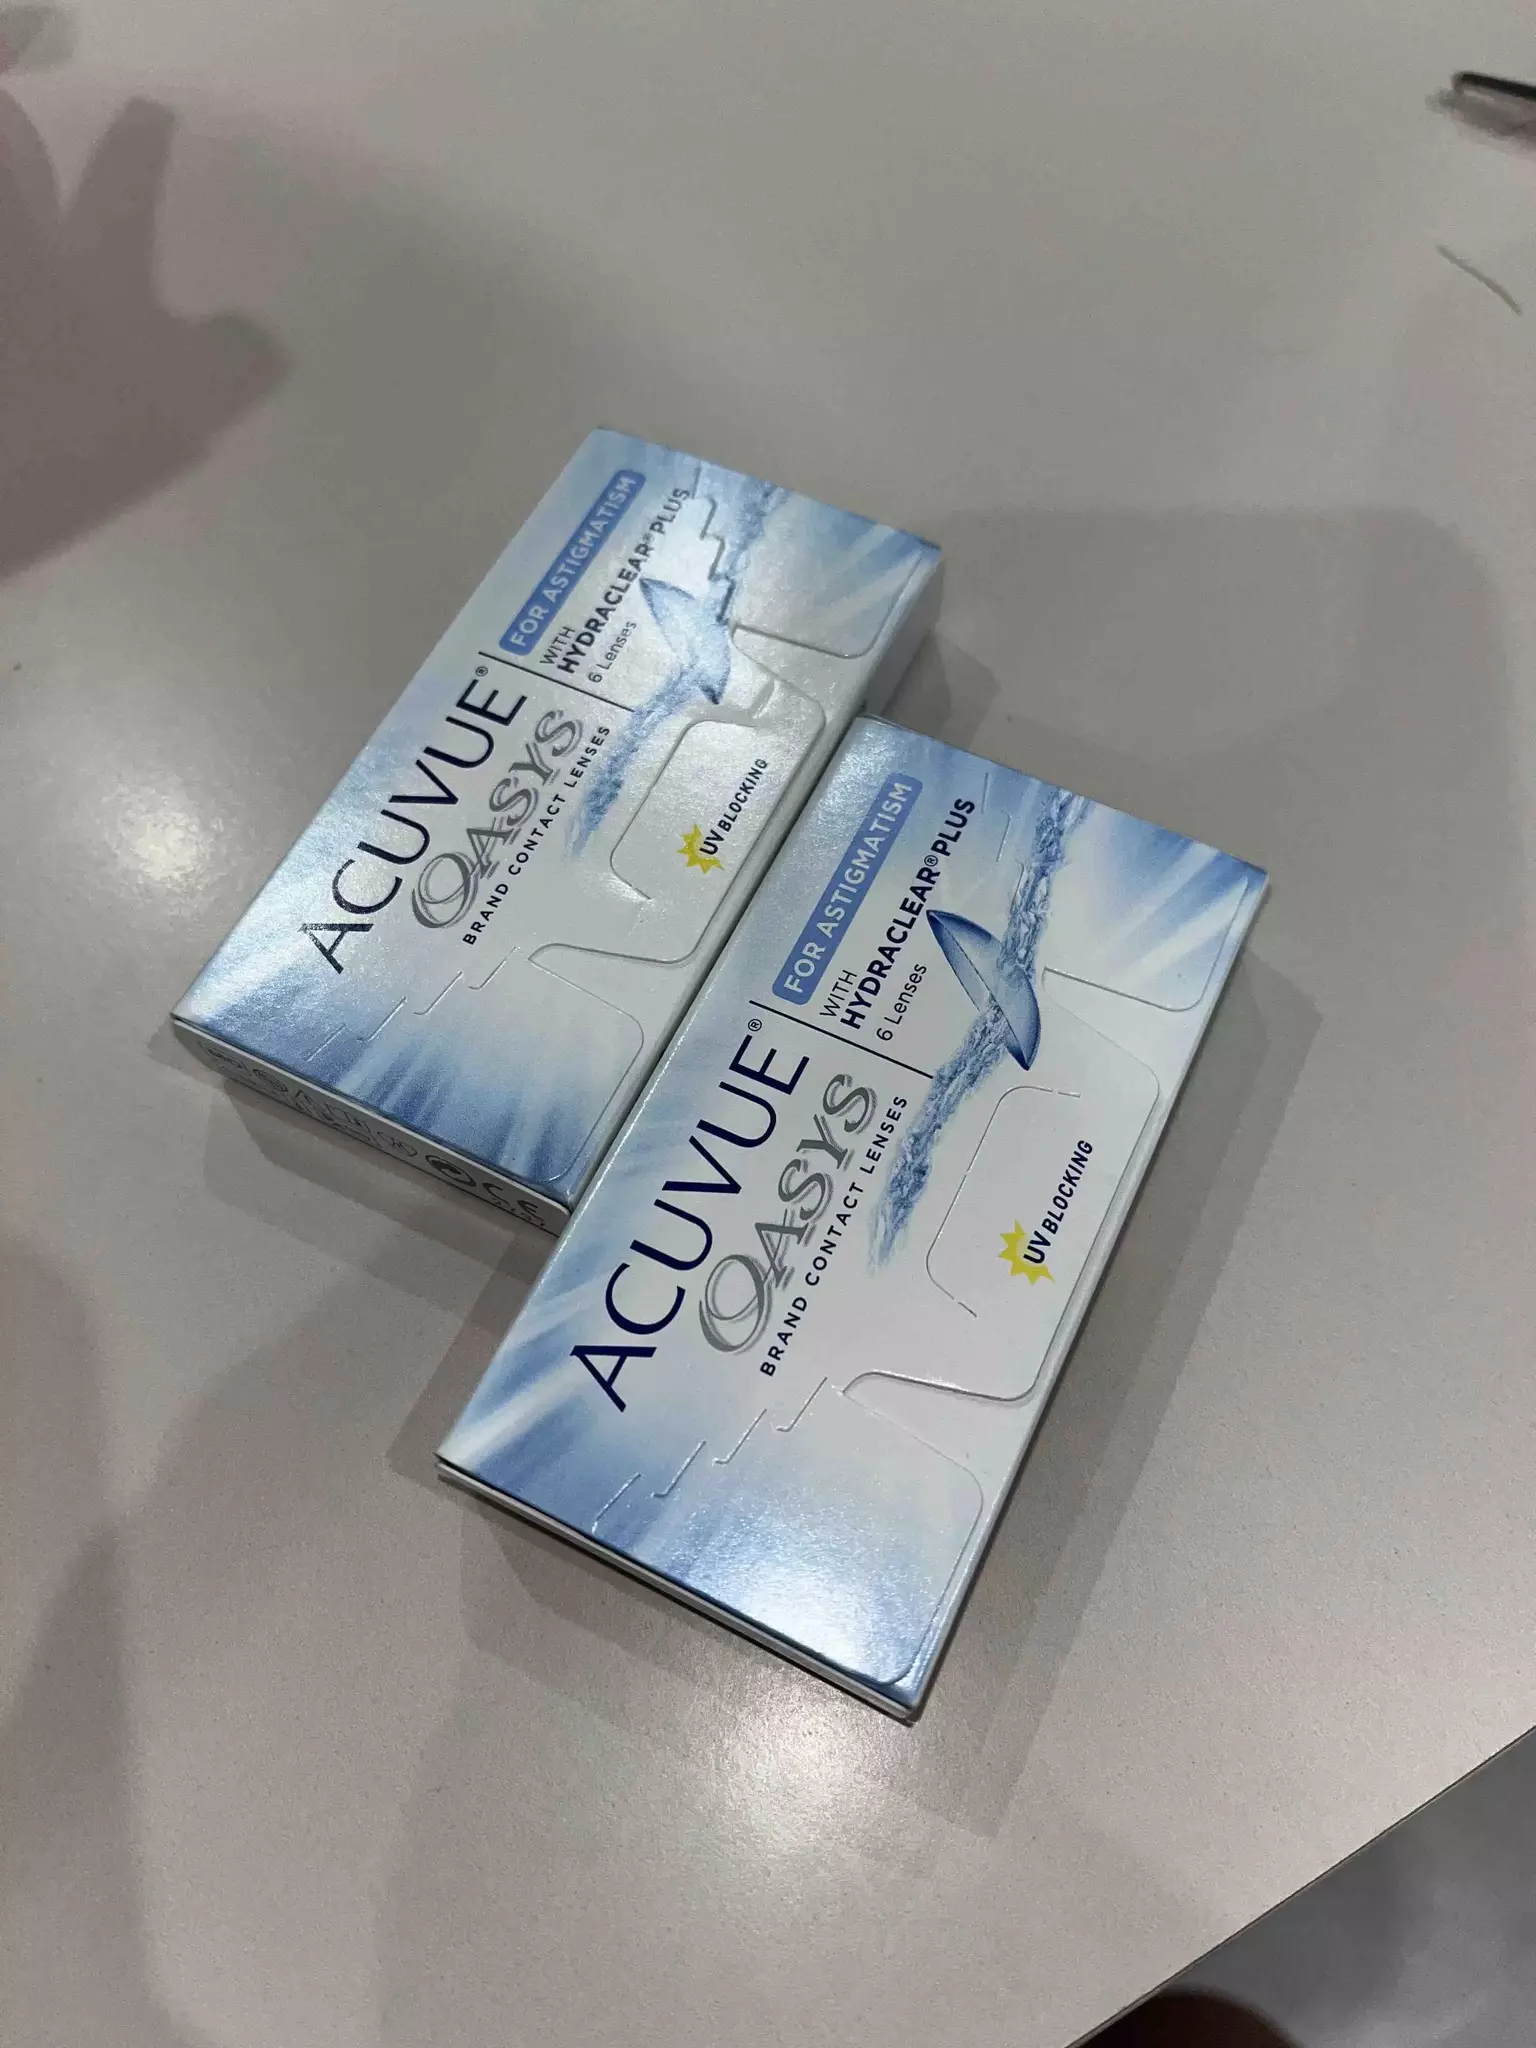 ACUVUE®
OASYS
BRAND CONTACT LENSES
FOR ASTIGMATISM
WITH
HYDRACLEAR® PLUS
6 Lenses
UV BLOCKING
ACUVUE®
OASYS
BRAND CONTACT LENSES
FOR ASTIGMATISM
WITH
HYDRACLEAR® PLUS
6 Lenses
UV BLOCKING